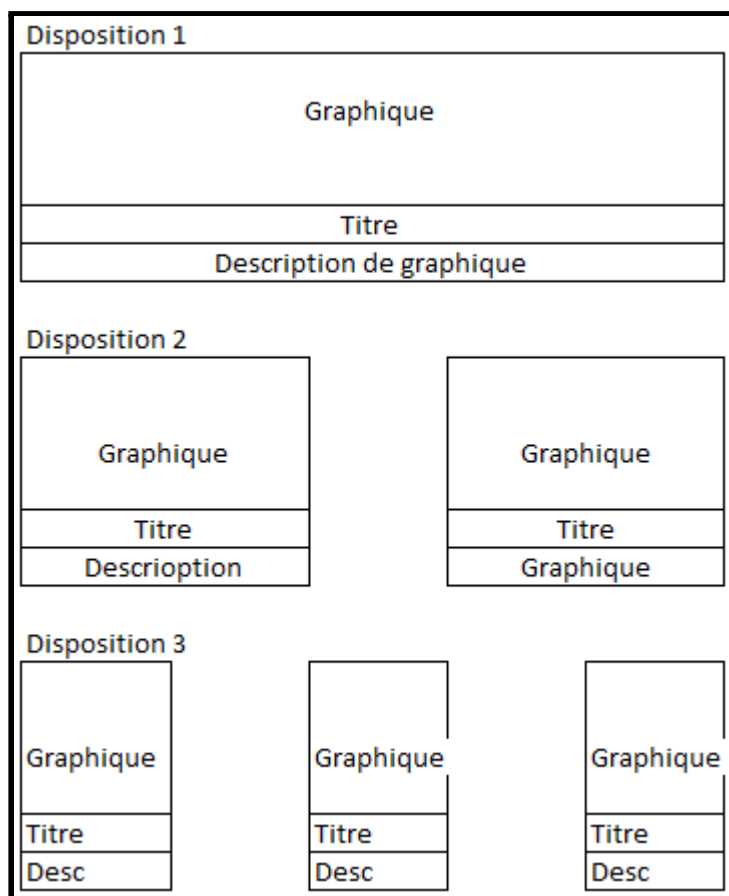 Disposition 1
Graphique
Titre
Description de graphique
Disposition 2
Graphique Graphique
Titre Titre
Descrioption Graphique
Disposition 3
Graphique Graphique Graphique
Titre Titre Titre
Desc Desc Desc